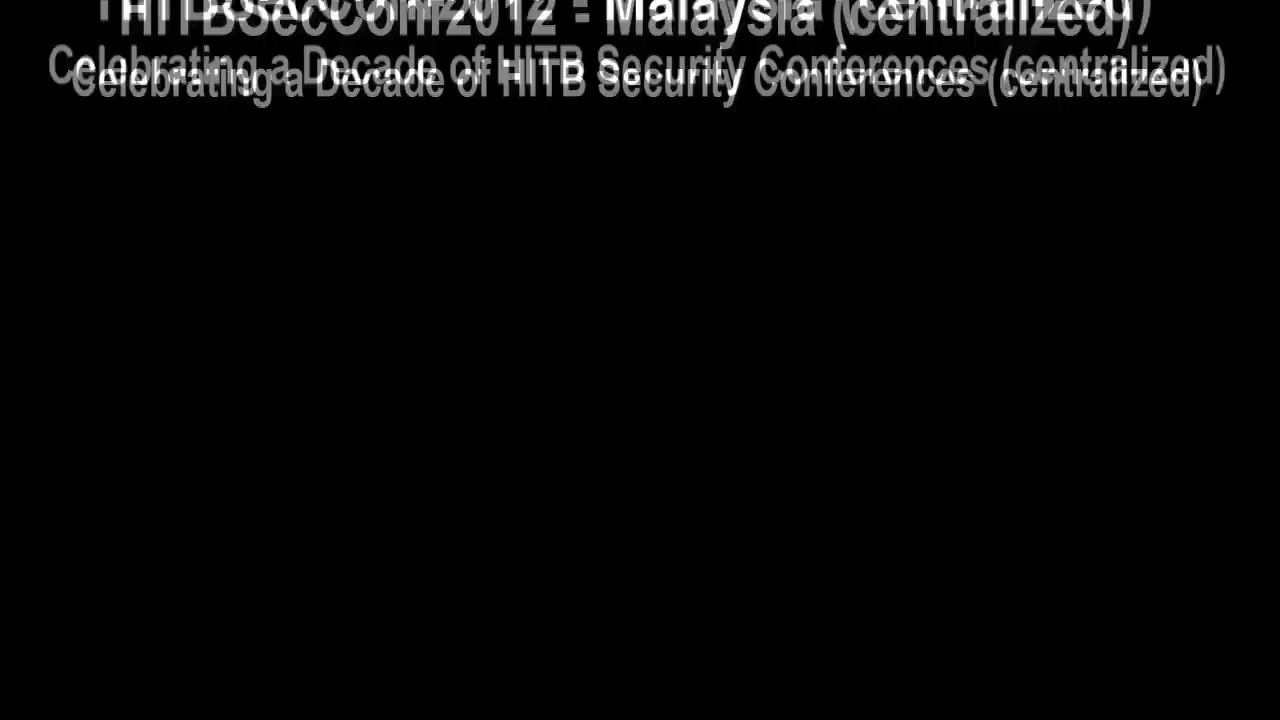 HITBSecConf2012 - Malaysia (centralized)
Celebrating a Decade of HITB Security Conferences (centralized)